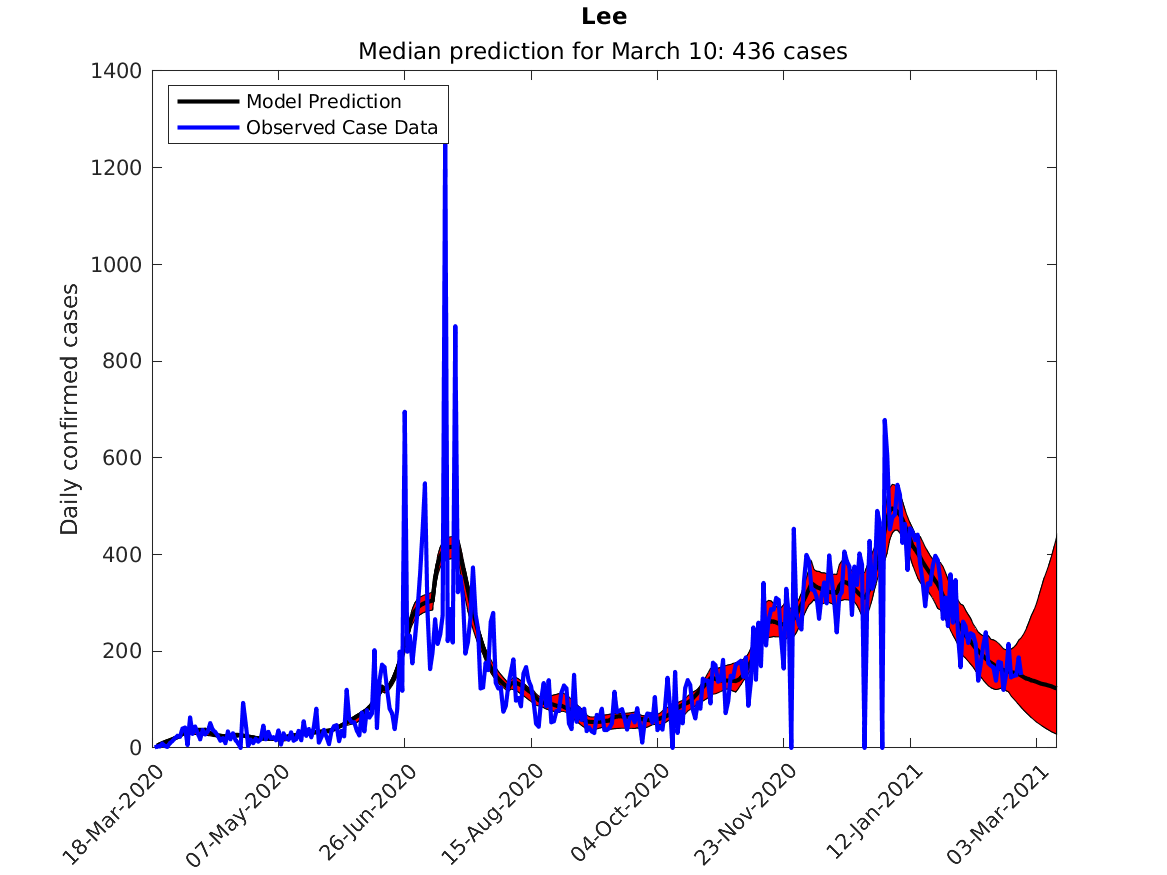 Lee
Median prediction for March 10: 436 cases
Model Prediction
Observed Case Data
Daily confirmed cases
1400
1200
1000
800
600
400
200
0
18-Mar-2020
07-May-2020
26-Jun-2020
15-Aug-2020
04-Oct-2020
23-Nov-2020
12-Jan-2021
03-Mar-2021